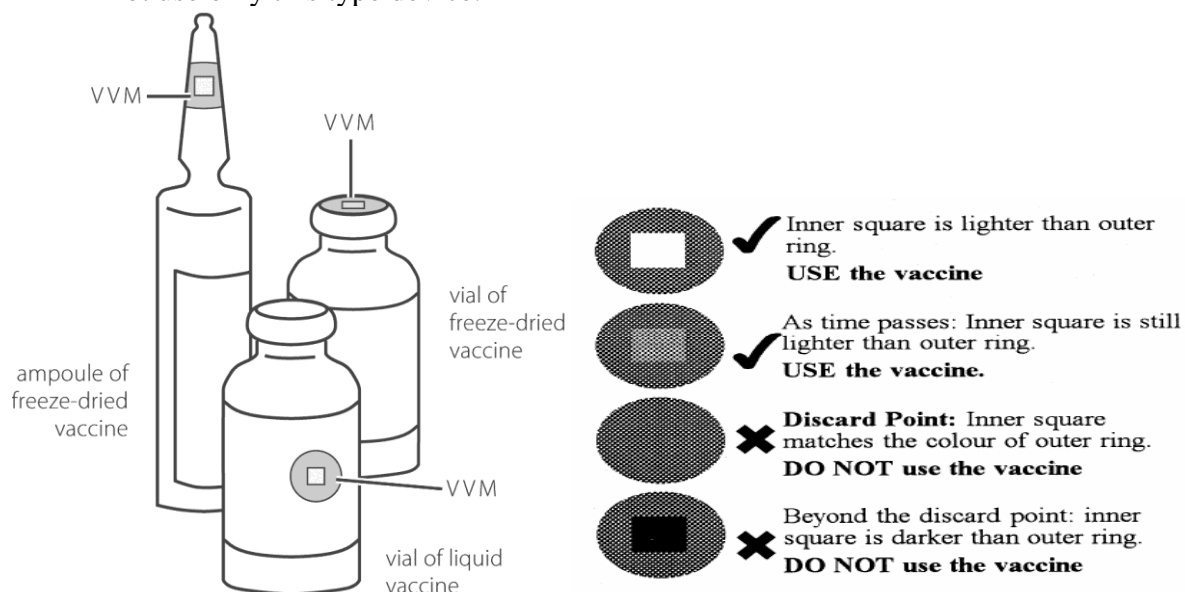 VVM
VVM
vial of
freeze-dried
vaccine
ampoule of
freeze-dried
vaccine
VVM
vial of liquid
vaccine
Inner square is lighter than outer
ring.
USE the vaccine
As time passes: Inner square is still
lighter than outer ring.
USE the vaccine.
Discard Point: Inner square
matches the colour of outer ring.
DO NOT use the vaccine
Beyond the discard point: inner
square is darker than outer ring.
DO NOT use the vaccine